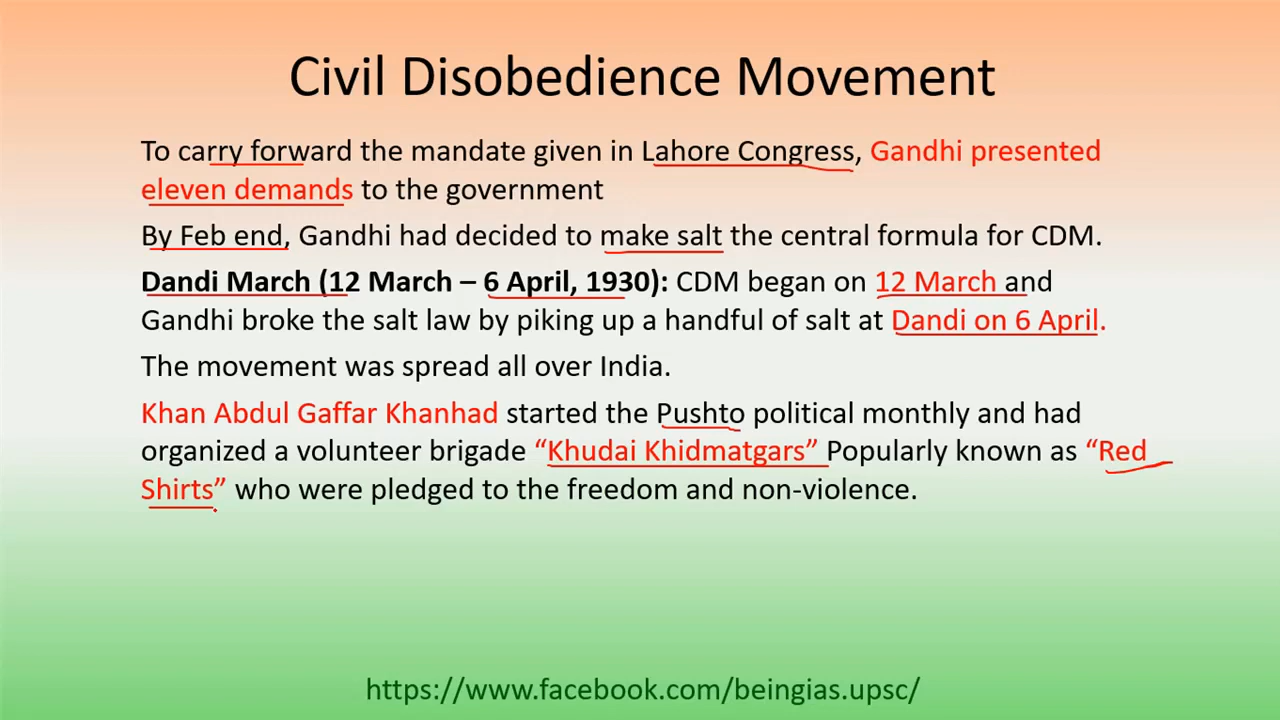 Civil Disobedience Movement
To carry forward the mandate given in Lahore Congress, Gandhi presented
eleven demands to the government
By Feb end, Gandhi had decided to make salt the central formula for CDM.
Dandi March (12 March – 6 April, 1930): CDM began on 12 March and
Gandhi broke the salt law by piking up a handful of salt at Dandi on 6 April.
The movement was spread all over India.
Khan Abdul Gaffar Khanhad started the Pushto political monthly and had
organized a volunteer brigade “Khudai Khidmatgars” Popularly known as “Red
Shirts” who were pledged to the freedom and non-violence.
https://www.facebook.com/beingias.upsc/